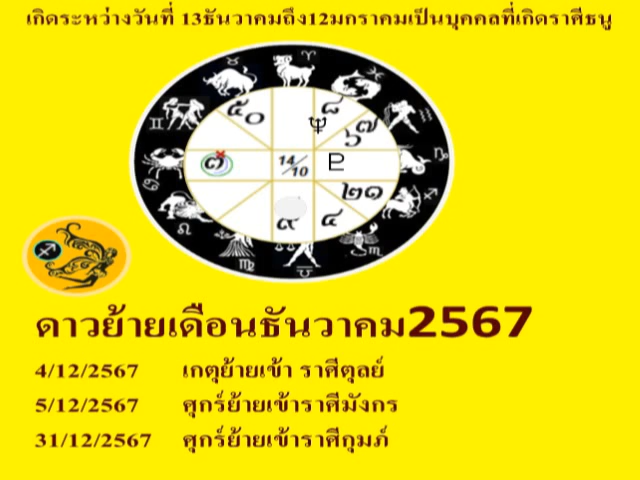 เกิดระหว่างวันที่ 13ธันวาคมถึง12มกราคมเป็นบุคคลที่เกิดราศีธนู
๕ ๐
๘
๖ ๗
๓
14/10
๒๑
๙
๔
ดาวย้ายเดือนธันวาคม2567
4/12/2567 เกตุย้ายเข้า ราศีตุลย์
5/12/2567 ศุกร์ย้ายเข้าราศีมังกร
31/12/2567 ศุกร์ย้ายเข้าราศีกุมภ์